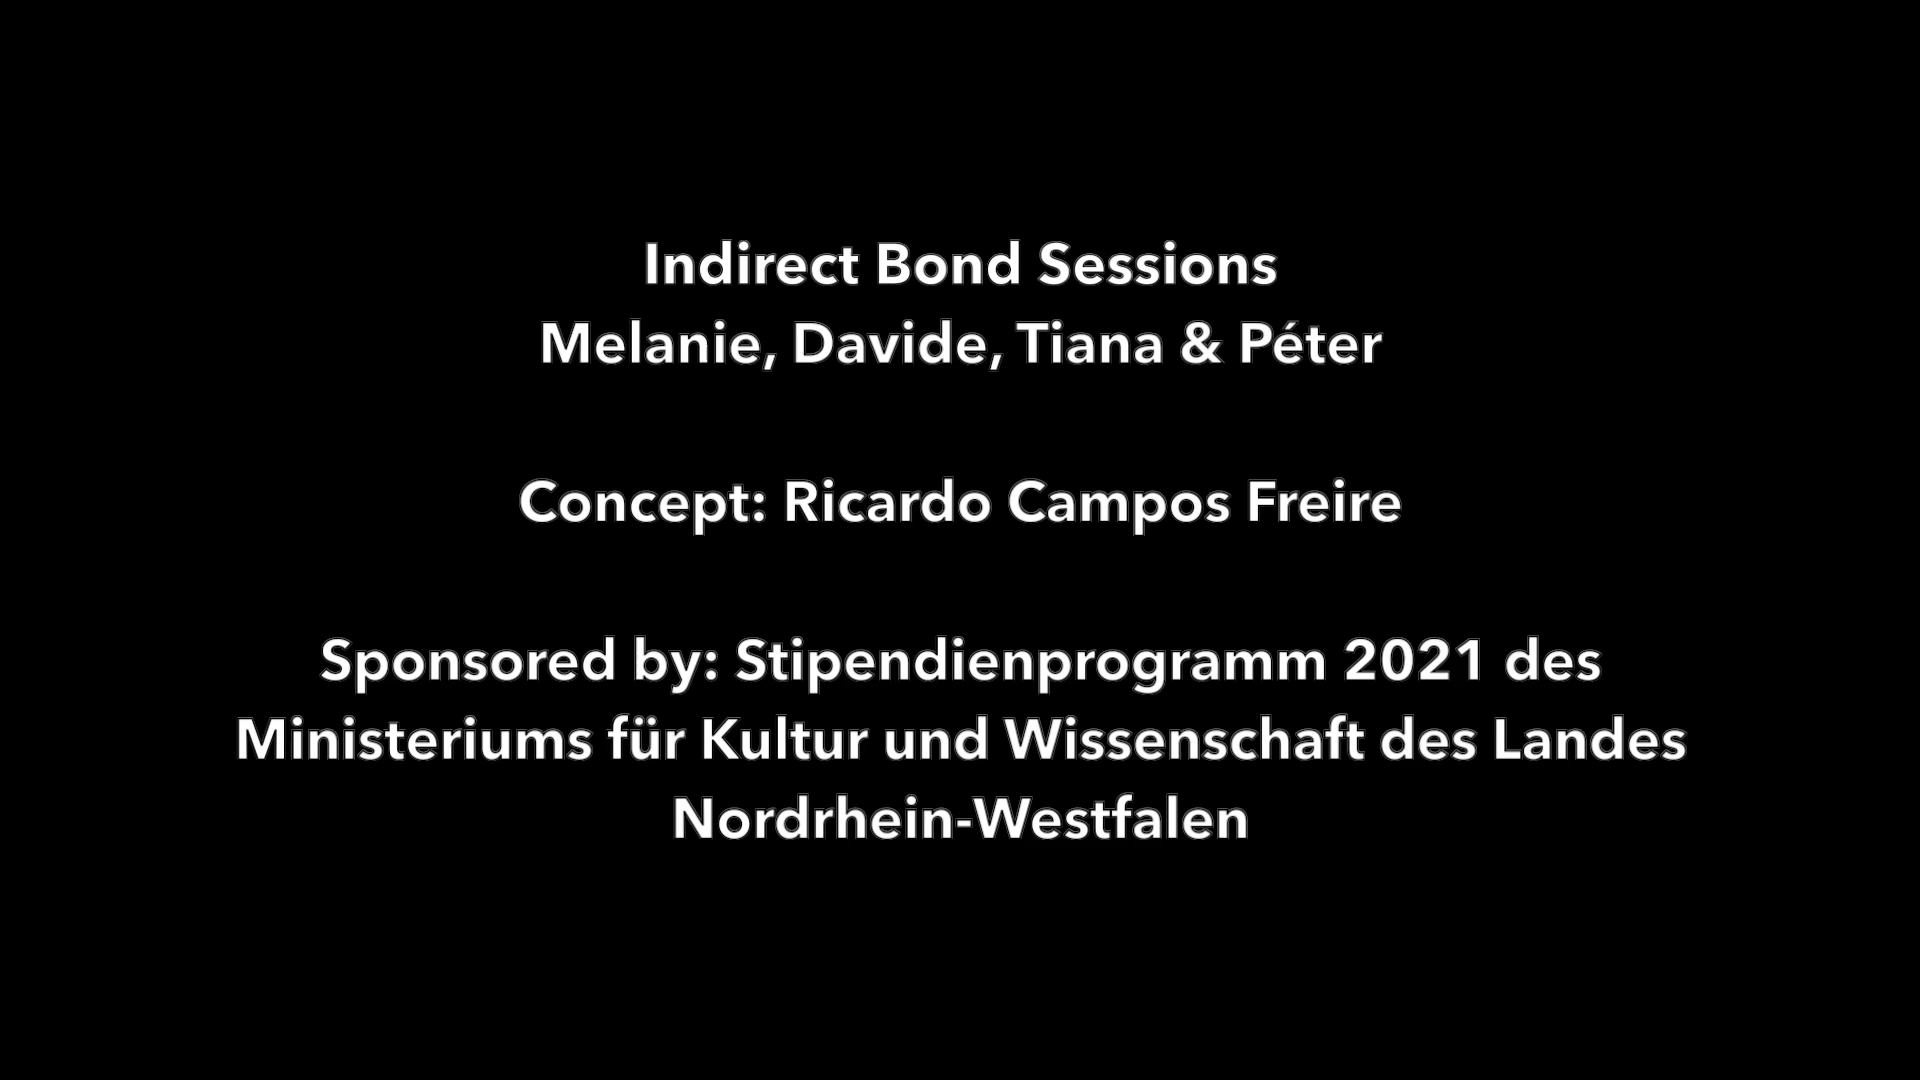 Indirect Bond Sessions
Melanie, Davide, Tiana & Péter
Concept: Ricardo Campos Freire
Sponsored by: Stipendienprogramm 2021 des
Ministeriums für Kultur und Wissenschaft des Landes
Nordrhein-Westfalen